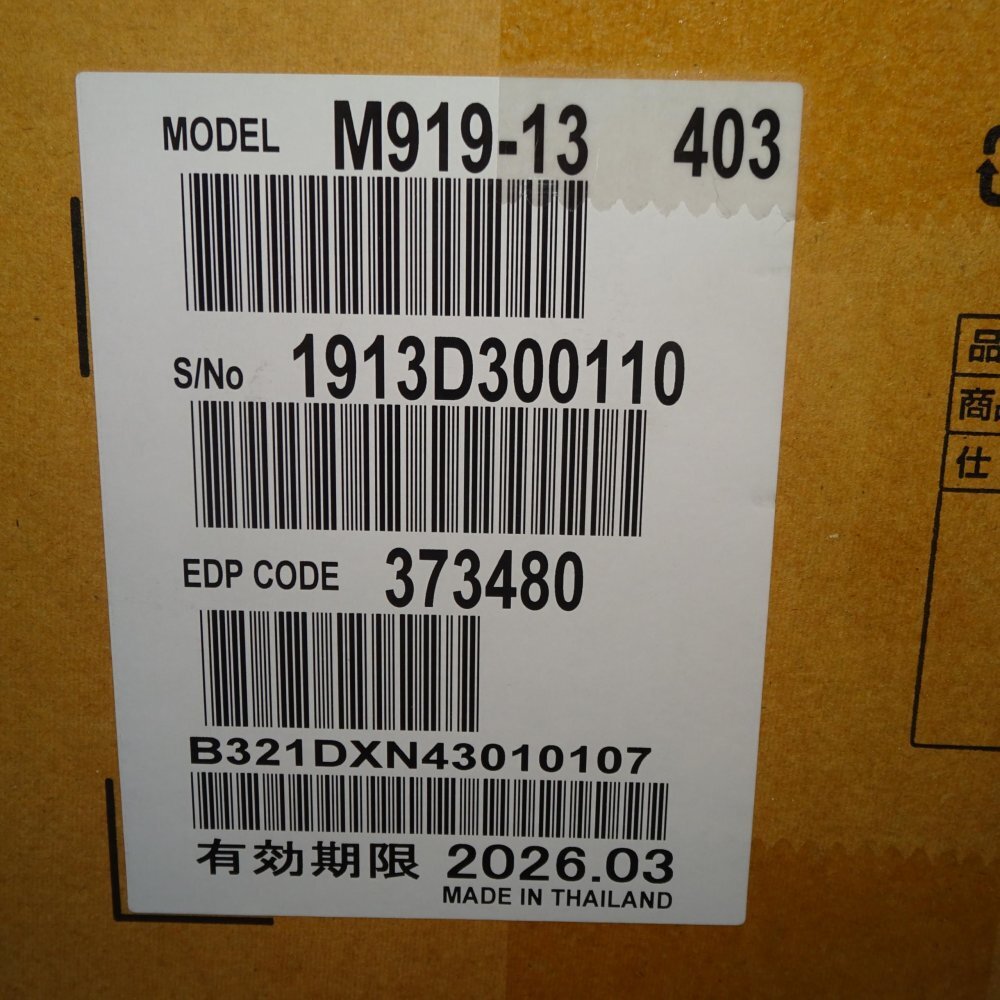 MODEL M919-13 403
S/No 1913D300110
EDP CODE 373480
B321DXN43010107
有効期限 2026.03
MADE IN THAILAND
品
商
仕